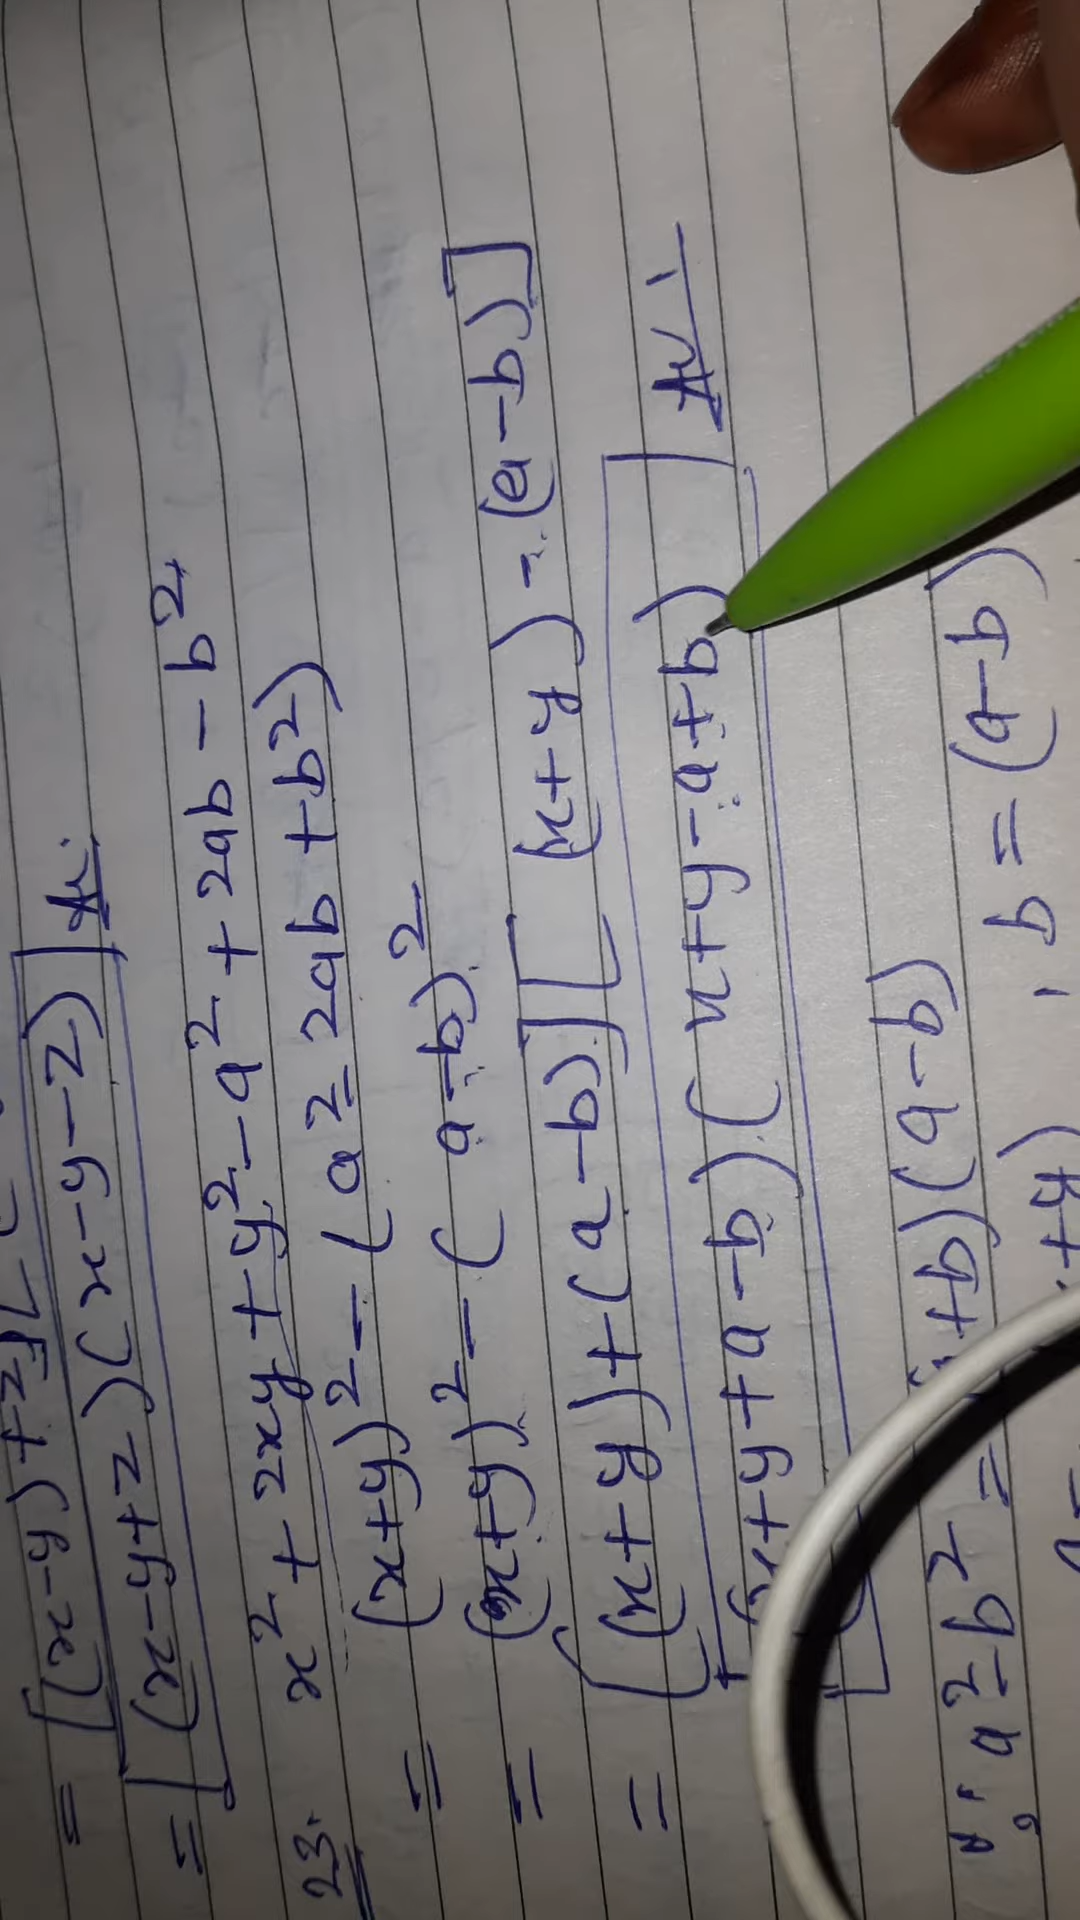 = [(x-y)+z][
= (x-y+z)(x-y-z) Ans.
23. x² + 2xy + y² - a² + 2ab - b²
= (x+y)² - (a² - 2ab + b²)
= (x+y)² - (a-b)²
= [(x+y)+(a-b)][(x+y)-(a-b)]
(x+y+a-b)(x+y-a+b) Ans.
∵ a²-b² = +b)(a-b)
+y), b = (a-b)